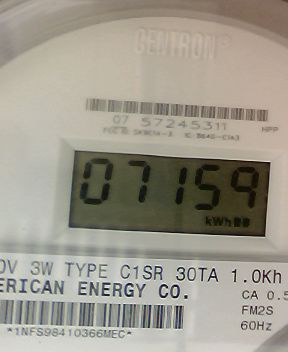 CENTRON®
07 57245311
HPP
07159
kWh
0V 3W TYPE C1SR 30TA 1.0Kh
ERICAN ENERGY CO.
CA 0.5
FM2S
*1NFS98410366MEC*
60Hz